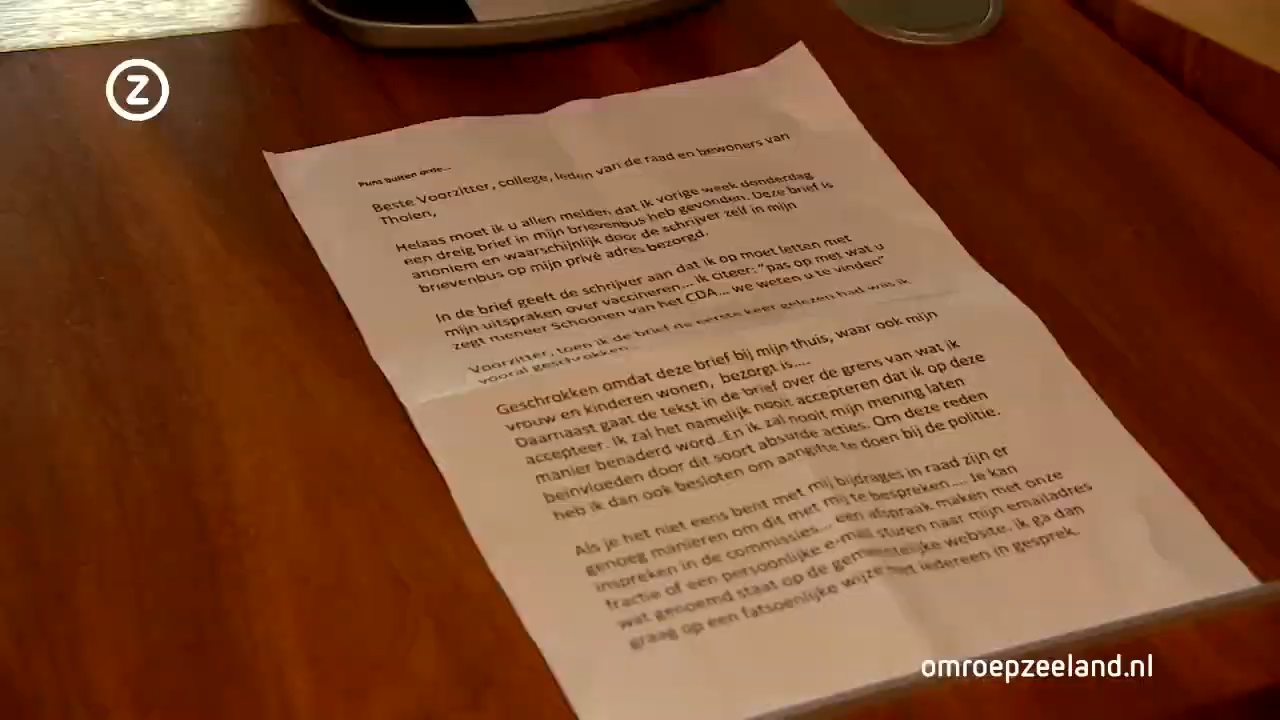 Z
Punt buiten orde...
Beste Voorzitter, college, leden van de raad en bewoners van
Tholen,
Helaas moet ik u allen melden dat ik vorige week donderdag
een dreig brief in mijn brievenbus heb gevonden. Deze brief is
anoniem en waarschijnlijk door de schrijver zelf in mijn
brievenbus op mijn privé adres bezorgd.
In de brief geeft de schrijver aan dat ik op moet letten met
mijn uitspraken over vaccineren... ik citeer: "pas op met wat u
zegt meneer Schoonen van het CDA... we weten u te vinden"
Voorzitter, toen ik de brief de eerste keer gelezen had was ik
vooral geschrokken...
Geschrokken omdat deze brief bij mijn thuis, waar ook mijn
vrouw en kinderen wonen, bezorgt is....
Daarnaast gaat de tekst in de brief over de grens van wat ik
accepteer. Ik zal het namelijk nooit accepteren dat ik op deze
manier benaderd word..En ik zal nooit mijn mening laten
beïnvloeden door dit soort absurde acties. Om deze reden
heb ik dan ook besloten om aangifte te doen bij de politie.
Als je het niet eens bent met mij bijdrages in raad zijn er
genoeg manieren om dit met mij te bespreken.... Je kan
inspreken in de commissies... een afspraak maken met onze
fractie of een persoonlijke e-mail sturen naar mijn emailadres
wat genoemd staat op de gemeentelijke website. Ik ga dan
graag op een fatsoenlijke wijze met iedereen in gesprek.
omroepzeeland.nl